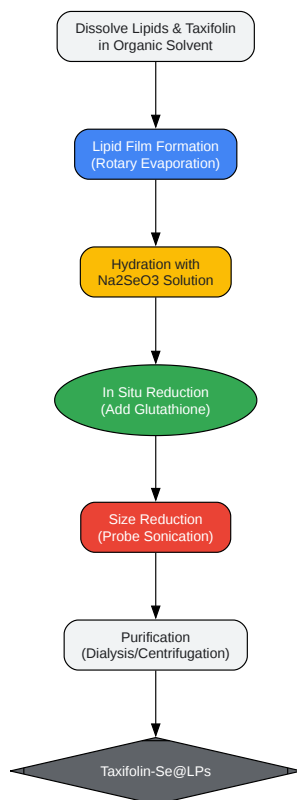 Dissolve Lipids & Taxifolin
in Organic Solvent
Lipid Film Formation
(Rotary Evaporation)
Hydration with
Na2SeO3 Solution
In Situ Reduction
(Add Glutathione)
Size Reduction
(Probe Sonication)
Purification
(Dialysis/Centrifugation)
Taxifolin-Se@LPs